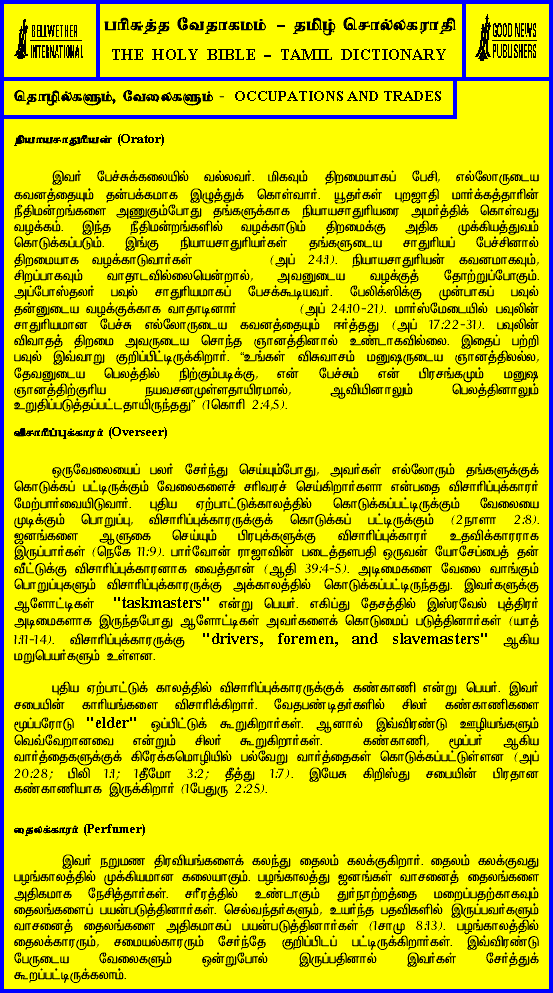 BELLWETHER
INTERNATIONAL
பரிசுத்த வேதாகமம் – தமிழ் சொல்லகராதி
THE HOLY BIBLE – TAMIL DICTIONARY
GOOD NEWS
PUBLISHERS
தொழில்களும், வேலைகளும் - OCCUPATIONS AND TRADES
நியாயசாதுரியன் (Orator)
இவர் பேச்சுக்கலையில் வல்லவர். மிகவும் திறமையாகப் பேசி, எல்லோருடைய
கவனத்தையும் தன்பக்கமாக இழுத்துக் கொள்வார். யூதர்கள் புறஜாதி மார்க்கத்தாரின்
நீதிமன்றங்களை அணுகும்போது தங்களுக்காக நியாயசாதுரியரை அமர்த்திக் கொள்வது
வழக்கம். இந்த நீதிமன்றங்களில் வழக்காடும் திறமைக்கு அதிக முக்கியத்துவம்
கொடுக்கப்படும். இங்கு நியாயசாதுரியர்கள் தங்களுடைய சாதுரியப் பேச்சினால்
திறமையாக வழக்காடுவார்கள் (அப் 24:1). நியாயசாதுரியன் கவனமாகவும்,
சிறப்பாகவும் வாதாடவில்லையென்றால், அவனுடைய வழக்குத் தோற்றுப்போகும்.
அப்போஸ்தலர் பவுல் சாதுரியமாகப் பேசக்கூடியவர். பேலிக்ஸிக்கு முன்பாகப் பவுல்
தன்னுடைய வழக்குக்காக வாதாடினார் (அப் 24:10-21). மார்ஸ்மேடையில் பவுலின்
சாதுரியமான பேச்சு எல்லோருடைய கவனத்தையும் ஈர்த்தது (அப் 17:22-31). பவுலின்
விவாதத் திறமை அவருடைய சொந்த ஞானத்தினால் உண்டாகவில்லை. இதைப் பற்றி
பவுல் இவ்வாறு குறிப்பிட்டிருக்கிறார். "உங்கள் விசுவாசம் மனுஷருடைய ஞானத்திலல்ல,
தேவனுடைய பெலத்தில் நிற்கும்படிக்கு, என் பேச்சும் என் பிரசங்கமும் மனுஷ
ஞானத்திற்குரிய நயவசனமுள்ளதாயிராமல், ஆவியினாலும் பெலத்தினாலும்
உறுதிப்படுத்தப்பட்டதாயிருந்தது" (1கொரி 2:4,5).
விசாரிப்புக்காரர் (Overseer)
ஒருவேலையைப் பலர் சேர்ந்து செய்யும்போது, அவர்கள் எல்லோரும் தங்களுக்குக்
கொடுக்கப் பட்டிருக்கும் வேலைகளைச் சரிவரச் செய்கிறார்களா என்பதை விசாரிப்புக்காரர்
மேற்பார்வையிடுவார். புதிய ஏற்பாட்டுக்காலத்தில் கொடுக்கப்பட்டிருக்கும் வேலையை
முடிக்கும் பொறுப்பு, விசாரிப்புக்காரருக்குக் கொடுக்கப் பட்டிருக்கும் (2நாளா 2:8).
ஜனங்களை ஆளுகை செய்யும் பிரபுக்களுக்கு விசாரிப்புக்காரர் உதவிக்காரராக
இருப்பார்கள் (நெகே 11:9). பார்வோன் ராஜாவின் படைத்தளபதி ஒருவன் யோசேப்பைத் தன்
வீட்டுக்கு விசாரிப்புக்காரனாக வைத்தான் (ஆதி 39:4-5). அடிமைகளை வேலை வாங்கும்
பொறுப்புகளும் விசாரிப்புக்காரருக்கு அக்காலத்தில் கொடுக்கப்பட்டிருந்தது. இவர்களுக்கு
ஆளோட்டிகள் "taskmasters" என்று பெயர். எகிப்து தேசத்தில் இஸ்ரவேல் புத்திரர்
அடிமைகளாக இருந்தபோது ஆளோட்டிகள் அவர்களைக் கொடுமைப் படுத்தினார்கள் (யாத்
1:11-14). விசாரிப்புக்காரருக்கு "drivers, foremen, and slavemasters" ஆகிய
மறுபெயர்களும் உள்ளன.
புதிய ஏற்பாட்டுக் காலத்தில் விசாரிப்புக்காரருக்குக் கண்காணி என்று பெயர். இவர்
சபையின் காரியங்களை விசாரிக்கிறார். வேதபண்டிதர்களில் சிலர் கண்காணிகளை
மூப்பரோடு "elder" ஒப்பிட்டுக் கூறுகிறார்கள். ஆனால் இவ்விரண்டு ஊழியங்களும்
வெவ்வேறானவை என்றும் சிலர் கூறுகிறார்கள். கண்காணி, மூப்பர் ஆகிய
வார்த்தைகளுக்குக் கிரேக்கமொழியில் பல்வேறு வார்த்தைகள் கொடுக்கப்பட்டுள்ளன (அப்
20:28; பிலி 1:1; 1தீமோ 3:2; தீத்து 1:7). இயேசு கிறிஸ்து சபையின் பிரதான
கண்காணியாக இருக்கிறார் (1பேதுரு 2:25).
தைலக்காரர் (Perfumer)
இவர் நறுமண திரவியங்களைக் கலந்து தைலம் கலக்குகிறார். தைலம் கலக்குவது
பழங்காலத்தில் முக்கியமான கலையாகும். பழங்காலத்து ஜனங்கள் வாசனைத் தைலங்களை
அதிகமாக நேசித்தார்கள். சரீரத்தில் உண்டாகும் துர்நாற்றத்தை மறைப்பதற்காகவும்
தைலங்களைப் பயன்படுத்தினார்கள். செல்வந்தர்களும், உயர்ந்த பதவிகளில் இருப்பவர்களும்
வாசனைத் தைலங்களை அதிகமாகப் பயன்படுத்தினார்கள் (1சாமு 8:13). பழங்காலத்தில்
தைலக்காரரும், சமையல்காரரும் சேர்ந்தே குறிப்பிடப் பட்டிருக்கிறார்கள். இவ்விரண்டு
பேருடைய வேலைகளும் ஒன்றுபோல் இருப்பதினால் இவர்கள் சேர்த்துக்
கூறப்பட்டிருக்கலாம்.